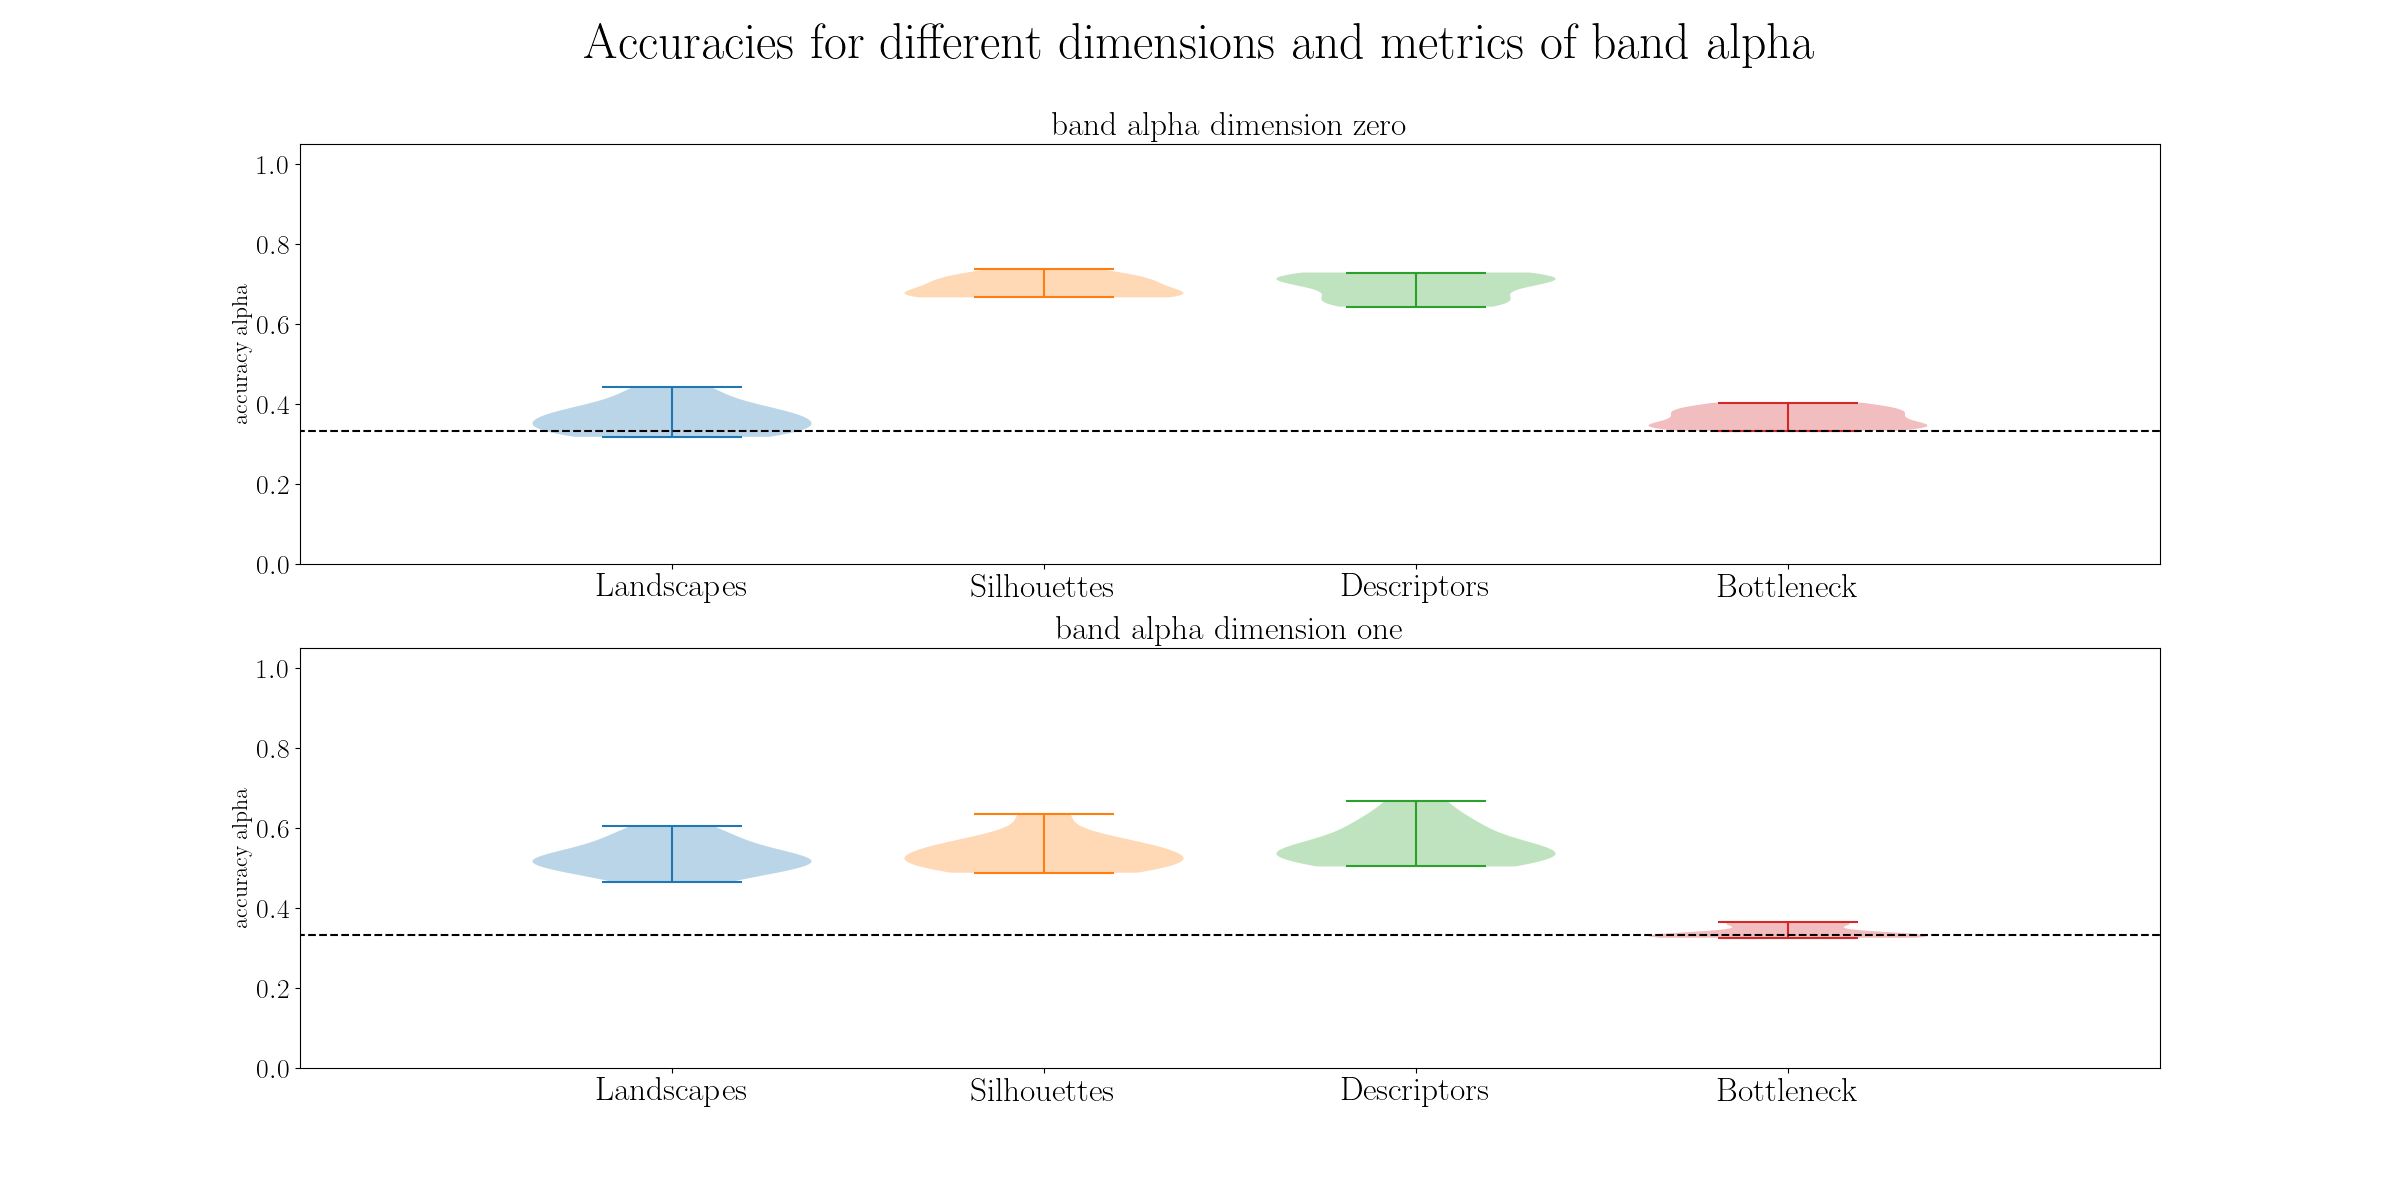 Accuracies for different dimensions and metrics of band alpha
band alpha dimension zero
accuracy alpha
1.0
0.8
0.6
0.4
0.2
0.0
Landscapes Silhouettes Descriptors Bottleneck
band alpha dimension one
accuracy alpha
1.0
0.8
0.6
0.4
0.2
0.0
Landscapes Silhouettes Descriptors Bottleneck